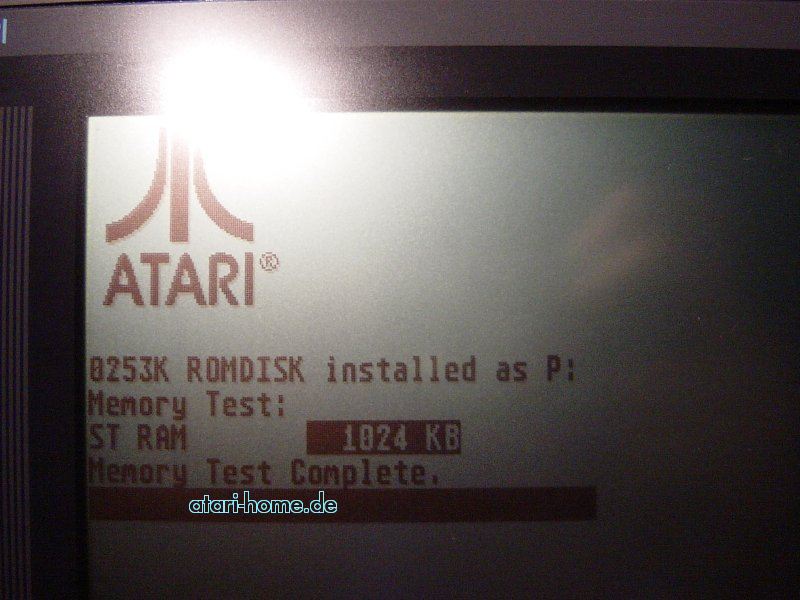 ATARI®
0253K ROMDISK installed as P:
Memory Test:
ST RAM 1024 KB
Memory Test Complete.
atari-home.de